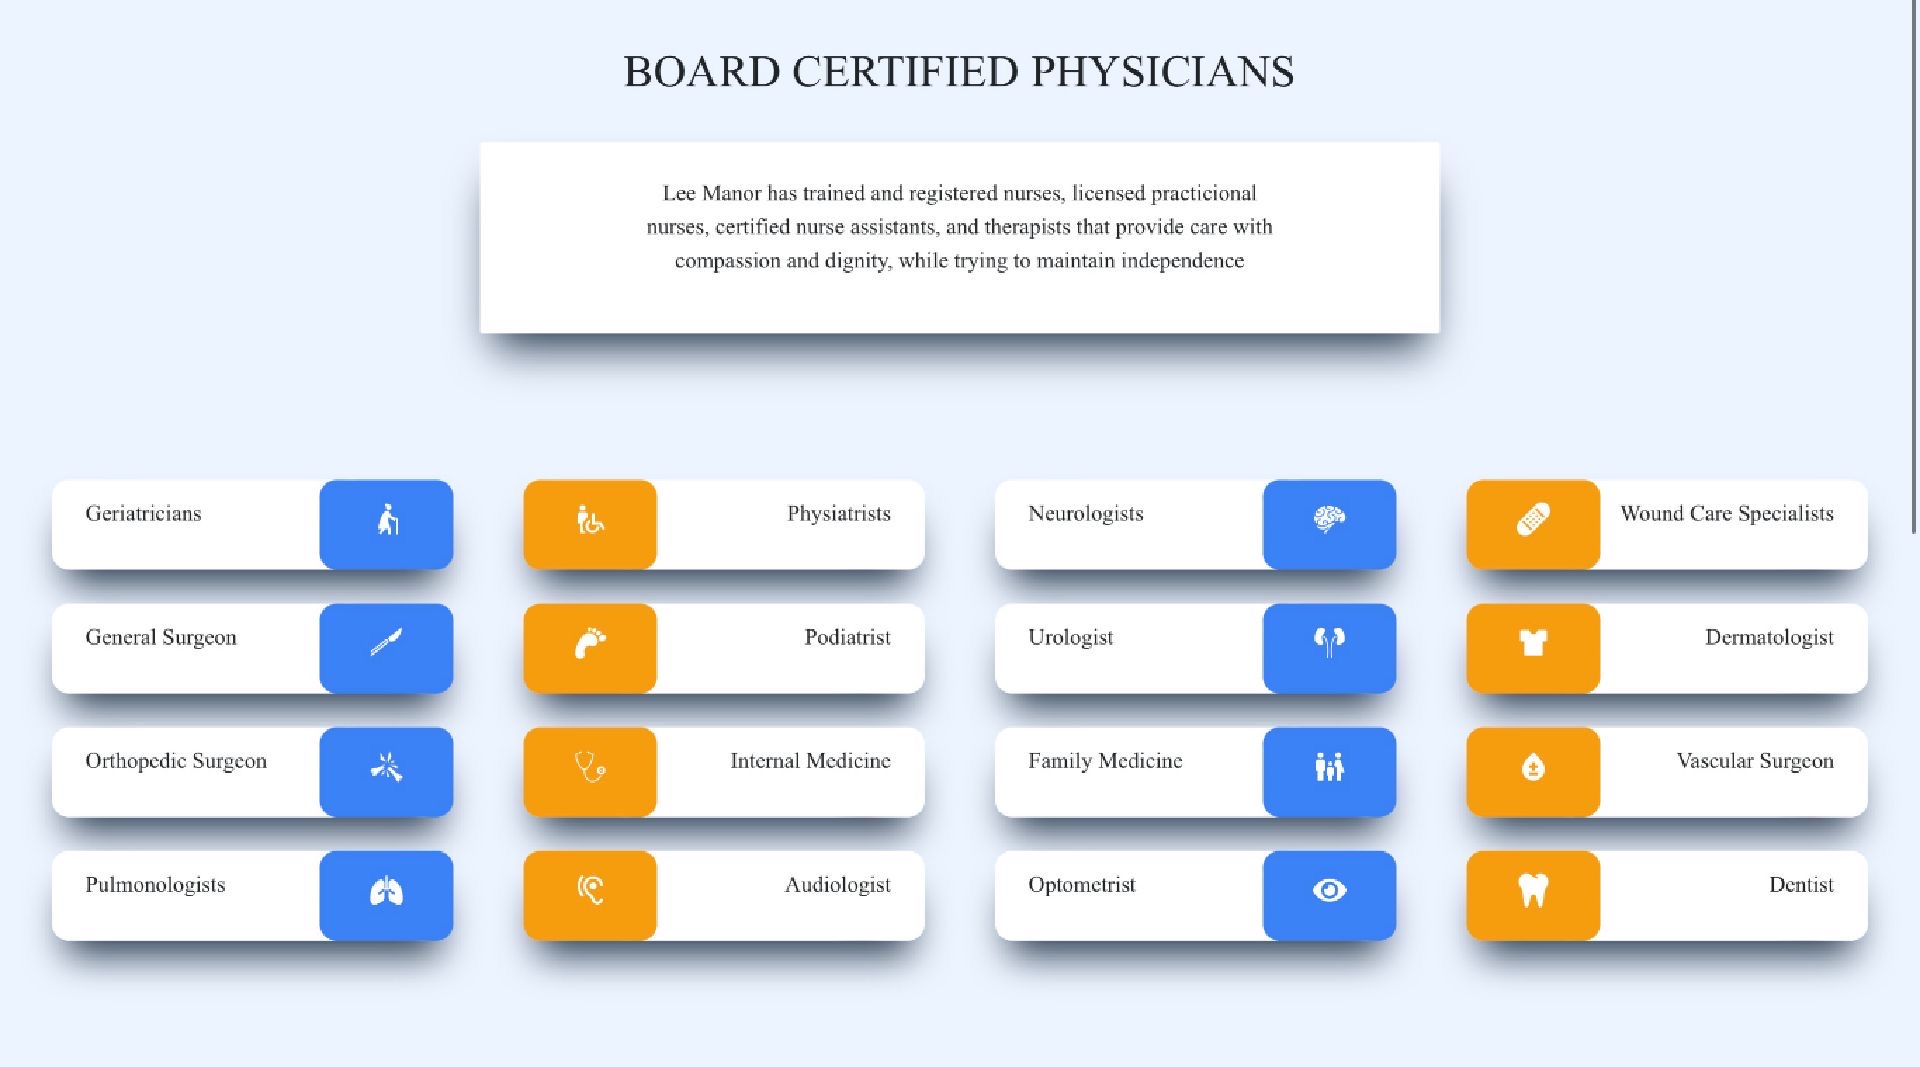 BOARD CERTIFIED PHYSICIANS
Lee Manor has trained and registered nurses, licensed practicional
nurses, certified nurse assistants, and therapists that provide care with
compassion and dignity, while trying to maintain independence
Geriatricians
Physiatrists
Neurologists
Wound Care Specialists
General Surgeon
Podiatrist
Urologist
Dermatologist
Orthopedic Surgeon
Internal Medicine
Family Medicine
Vascular Surgeon
Pulmonologists
Audiologist
Optometrist
Dentist